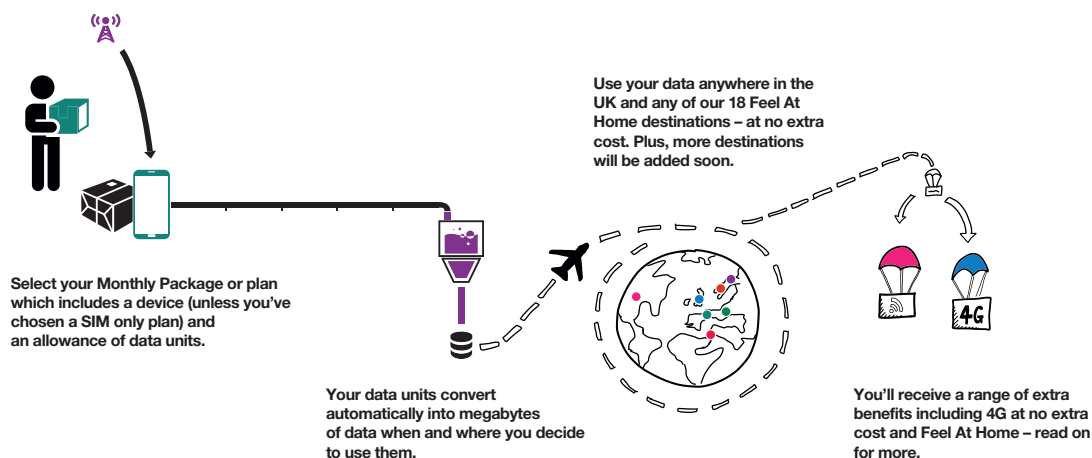 Select your Monthly Package or plan
which includes a device (unless you've
chosen a SIM only plan) and
an allowance of data units.
Your data units convert
automatically into megabytes
of data when and where you decide
to use them.
Use your data anywhere in the
UK and any of our 18 Feel At
Home destinations – at no extra
cost. Plus, more destinations
will be added soon.
4G
You'll receive a range of extra
benefits including 4G at no extra
cost and Feel At Home – read on
for more.